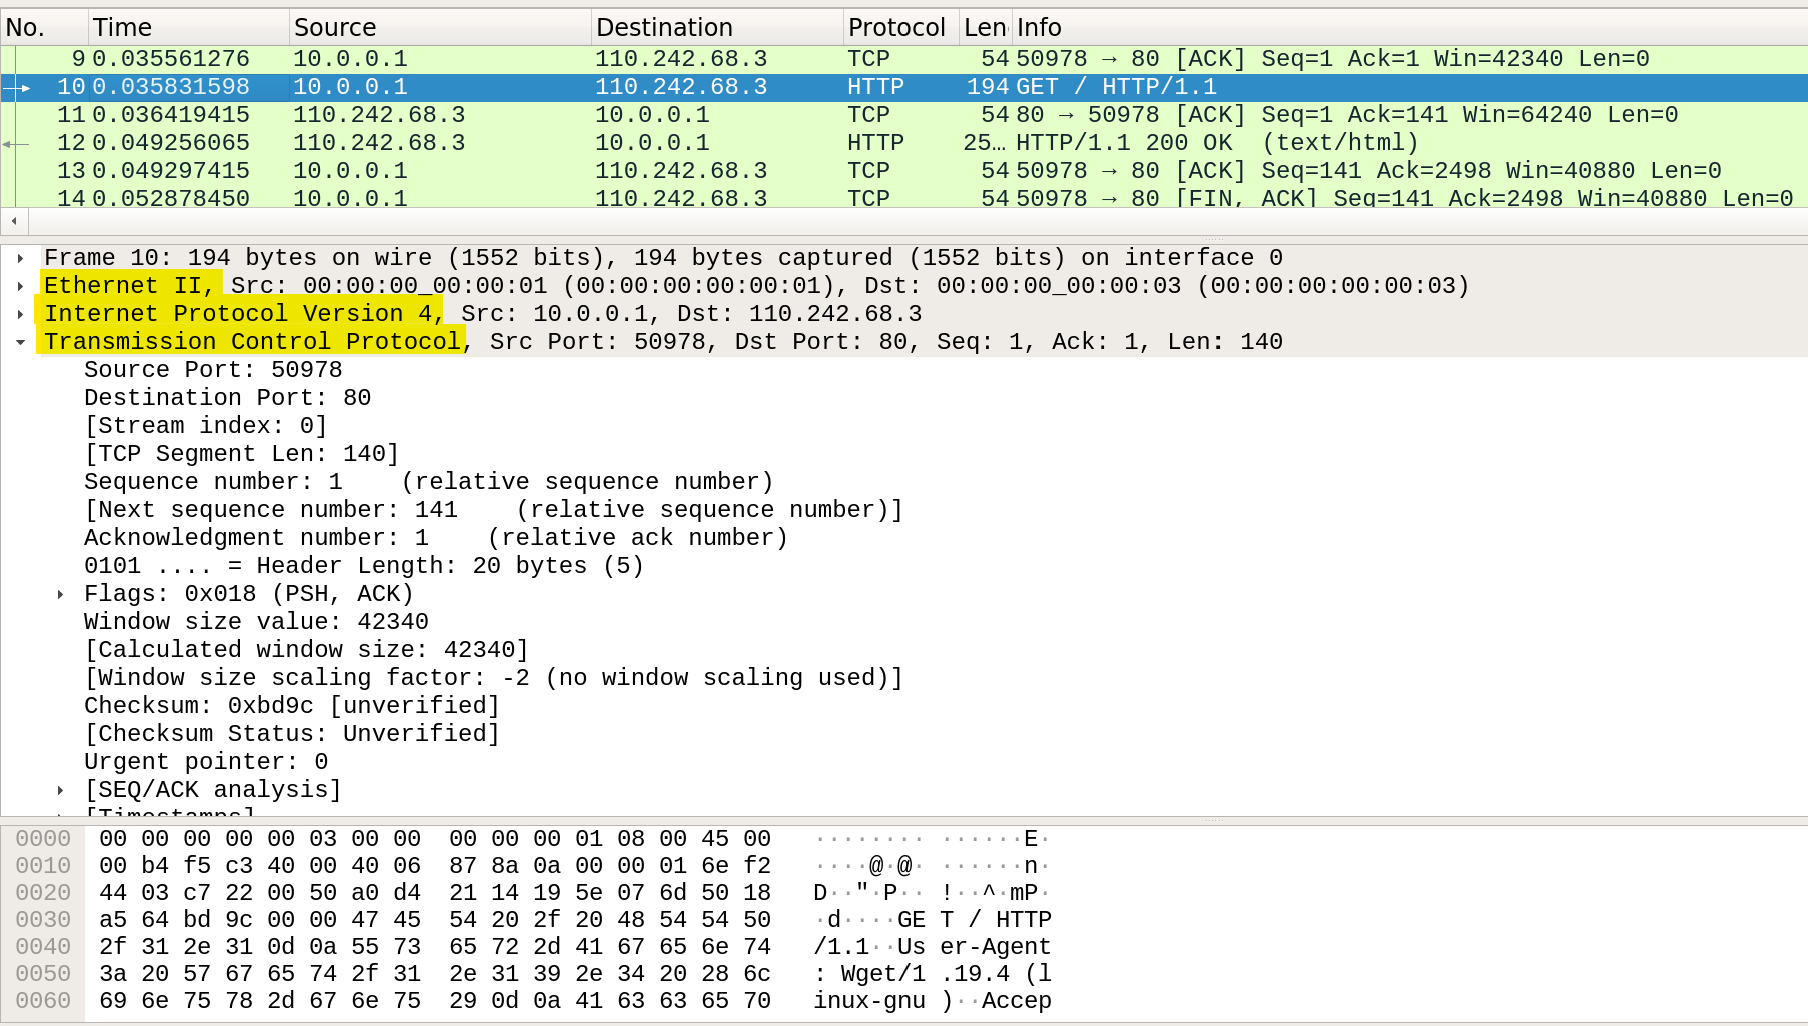 No. Time Source Destination Protocol Len Info
9 0.035561276 10.0.0.1 110.242.68.3 TCP 54 50978 → 80 [ACK] Seq=1 Ack=1 Win=42340 Len=0
10 0.035831598 10.0.0.1 110.242.68.3 HTTP 194 GET / HTTP/1.1
11 0.036419415 110.242.68.3 10.0.0.1 TCP 54 80 → 50978 [ACK] Seq=1 Ack=141 Win=64240 Len=0
12 0.049256065 110.242.68.3 10.0.0.1 HTTP 25… HTTP/1.1 200 OK  (text/html)
13 0.049297415 10.0.0.1 110.242.68.3 TCP 54 50978 → 80 [ACK] Seq=141 Ack=2498 Win=40880 Len=0
14 0.052878450 10.0.0.1 110.242.68.3 TCP 54 50978 → 80 [FIN, ACK] Seq=141 Ack=2498 Win=40880 Len=0
Frame 10: 194 bytes on wire (1552 bits), 194 bytes captured (1552 bits) on interface 0
Ethernet II, Src: 00:00:00_00:00:01 (00:00:00:00:00:01), Dst: 00:00:00_00:00:03 (00:00:00:00:00:03)
Internet Protocol Version 4, Src: 10.0.0.1, Dst: 110.242.68.3
Transmission Control Protocol, Src Port: 50978, Dst Port: 80, Seq: 1, Ack: 1, Len: 140
Source Port: 50978
Destination Port: 80
[Stream index: 0]
[TCP Segment Len: 140]
Sequence number: 1    (relative sequence number)
[Next sequence number: 141    (relative sequence number)]
Acknowledgment number: 1    (relative ack number)
0101 .... = Header Length: 20 bytes (5)
Flags: 0x018 (PSH, ACK)
Window size value: 42340
[Calculated window size: 42340]
[Window size scaling factor: -2 (no window scaling used)]
Checksum: 0xbd9c [unverified]
[Checksum Status: Unverified]
Urgent pointer: 0
[SEQ/ACK analysis]
[Timestamps]
0000 00 00 00 00 00 03 00 00  00 00 00 01 08 00 45 00 ········ ······E·
0010 00 b4 f5 c3 40 00 40 06  87 8a 0a 00 00 01 6e f2 ····@·@· ······n·
0020 44 03 c7 22 00 50 a0 d4  21 14 19 5e 07 6d 50 18 D··"·P·· !··^·mP·
0030 a5 64 bd 9c 00 00 47 45  54 20 2f 20 48 54 54 50 ·d····GE T / HTTP
0040 2f 31 2e 31 0d 0a 55 73  65 72 2d 41 67 65 6e 74 /1.1··Us er-Agent
0050 3a 20 57 67 65 74 2f 31  2e 31 39 2e 34 20 28 6c : Wget/1 .19.4 (l
0060 69 6e 75 78 2d 67 6e 75  29 0d 0a 41 63 63 65 70 inux-gnu )··Accep